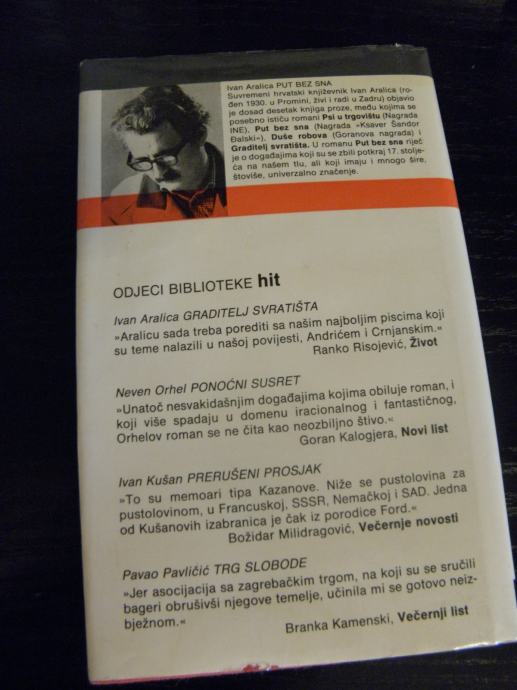 Ivan Aralica PUT BEZ SNA
Suvremeni hrvatski književnik Ivan Aralica (ro-
đen 1930. u Promini, živi i radi u Zadru) objavio
je dosad desetak knjiga proze, među kojima se
posebno ističu romani Psi u trgovištu (Nagrada
INE), Put bez sna (Nagrada »Ksaver Šandor
Đalski«), Duše robova (Goranova nagrada) i
Graditelj svratišta. U romanu Put bez sna riječ
je o događajima koji su se zbili potkraj 17. stolje-
ća na našem tlu, ali koji imaju i mnogo šire,
štoviše, univerzalno značenje.
ODJECI BIBLIOTEKE hit
Ivan Aralica GRADITELJ SVRATIŠTA
»Aralicu sada treba porediti sa našim najboljim piscima koji
su teme nalazili u našoj povijesti, Andrićem i Crnjanskim.«
Ranko Risojević, Život
Neven Orhel PONOĆNI SUSRET
»Unatoč nesvakidašnjim događajima kojima obiluje roman, i
koji više spadaju u domenu iracionalnog i fantastičnog,
Orhelov roman se ne čita kao neozbiljno štivo.«
Goran Kalogjera, Novi list
Ivan Kušan PRERUŠENI PROSJAK
»To su memoari tipa Kazanove. Niže se pustolovina za
pustolovinom, u Francuskoj, SSSR, Nemačkoj i SAD. Jedna
od Kušanovih izabranica je čak iz porodice Ford.«
Božidar Milidragović, Večernje novosti
Pavao Pavličić TRG SLOBODE
»Jer asocijacija sa zagrebačkim trgom, na koji su se sručili
bageri obrušivši njegove temelje, učinila mi se gotovo neiz-
bježnom.«
Branka Kamenski, Večernji list